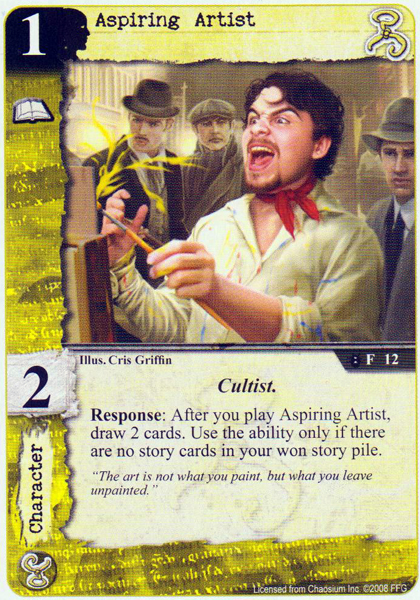 1
Aspiring Artist
Illus. Cris Griffin
F 12
2
Cultist.
Response: After you play Aspiring Artist,
draw 2 cards. Use the ability only if there
are no story cards in your won story pile.
“The art is not what you paint, but what you leave
unpainted.”
Character
Licensed from Chaosium Inc. ©2008 FFG